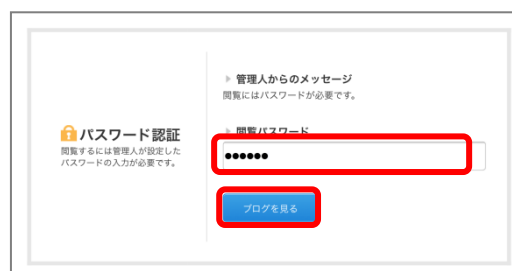 管理人からのメッセージ
閲覧にはパスワードが必要です。
パスワード認証
閲覧するには管理人が設定した
パスワードの入力が必要です。
閲覧パスワード
●●●●●●
ブログを見る